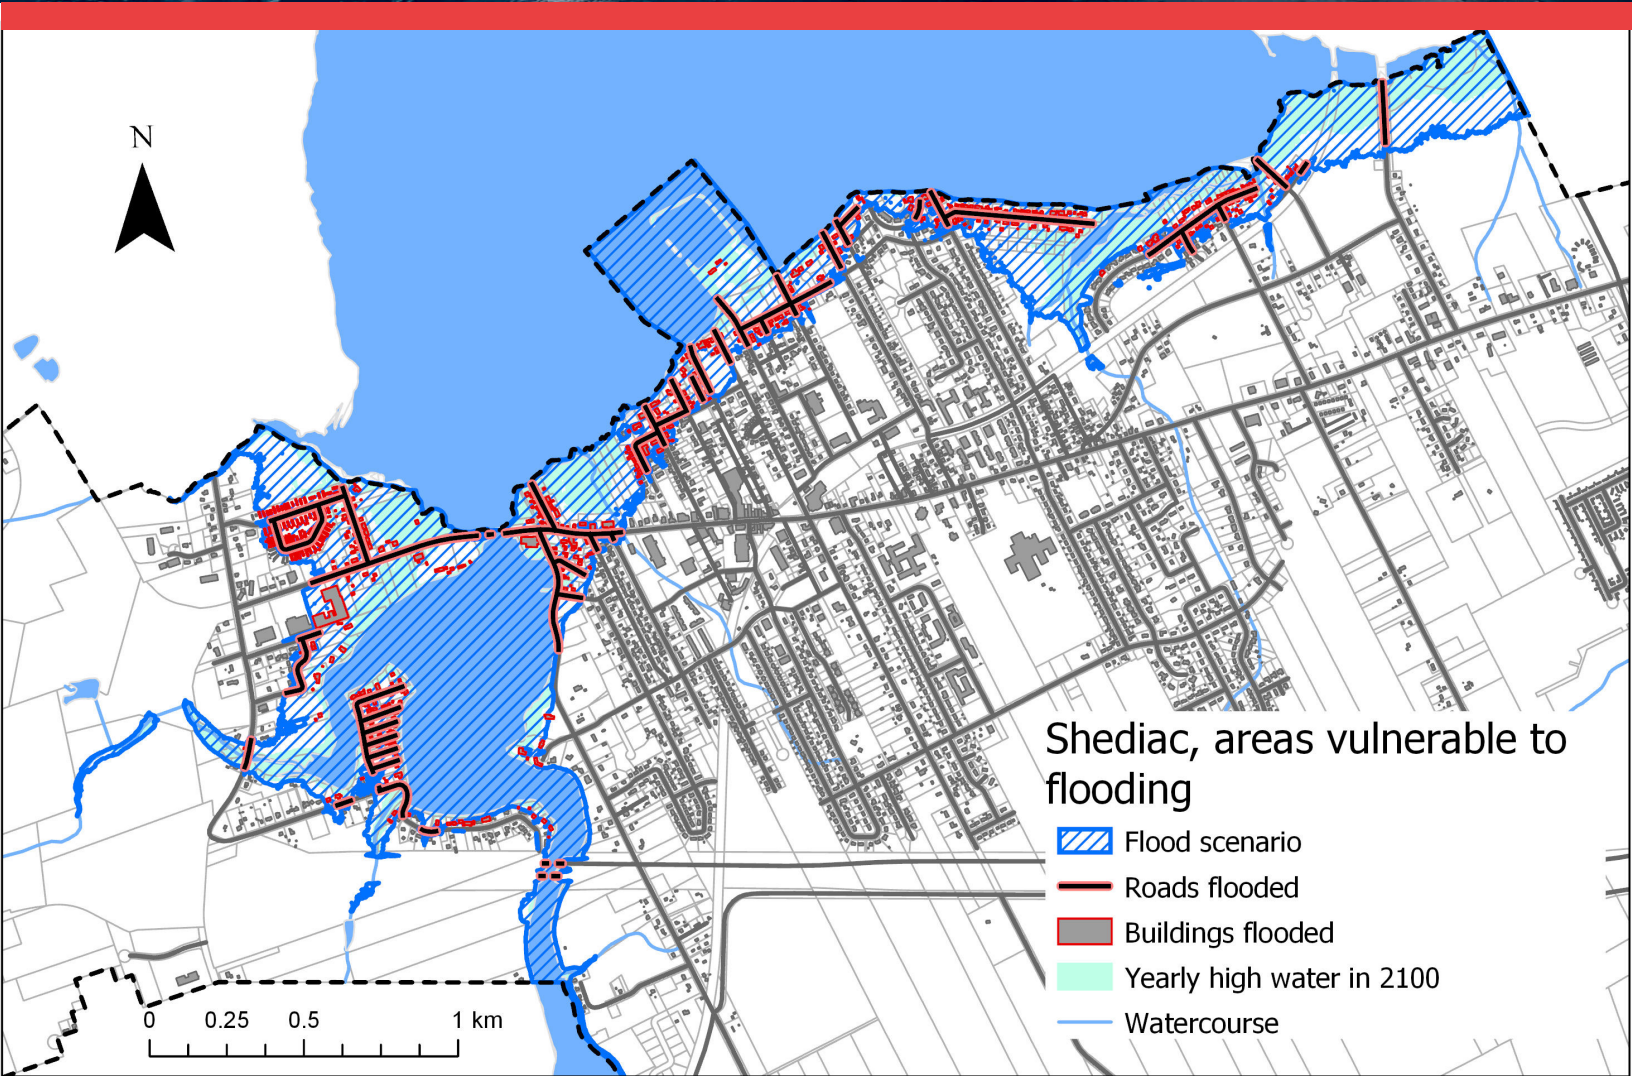 N
Shediac, areas vulnerable to
flooding
Flood scenario
Roads flooded
Buildings flooded
Yearly high water in 2100
Watercourse
0 0.25 0.5 1 km